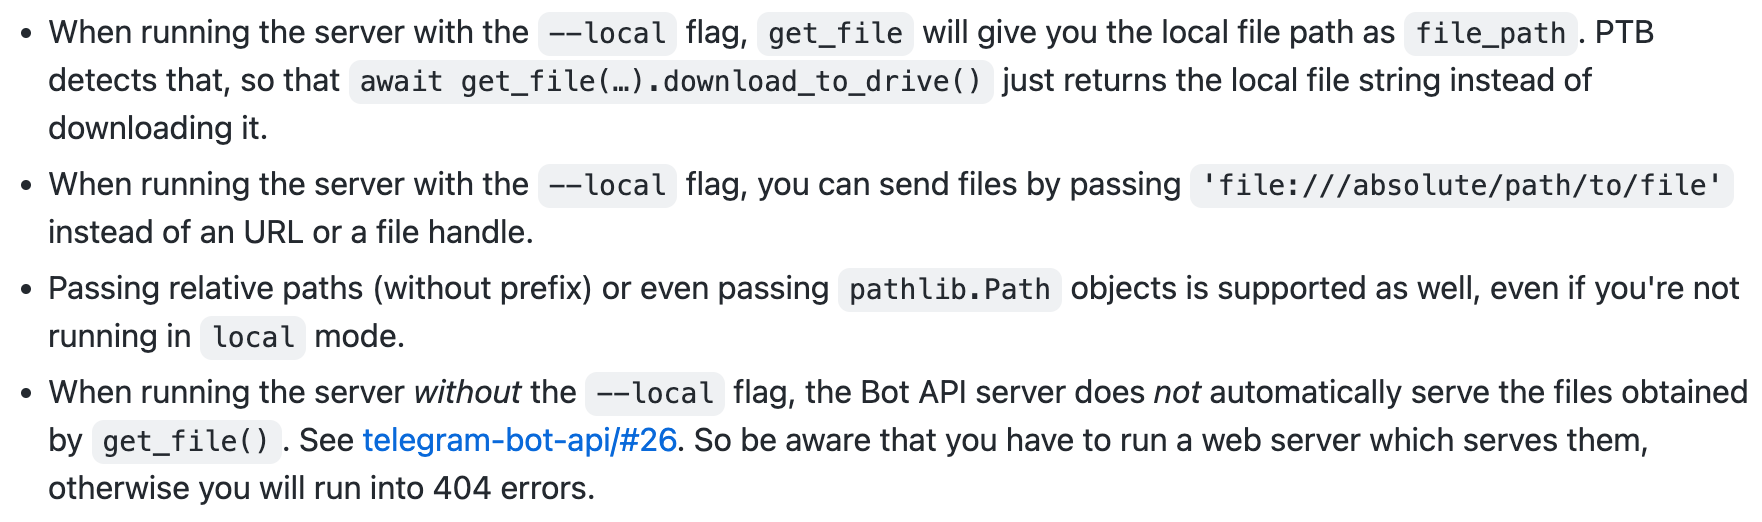 • When running the server with the --local flag, get_file will give you the local file path as file_path. PTB
detects that, so that await get_file(…).download_to_drive() just returns the local file string instead of
downloading it.
• When running the server with the --local flag, you can send files by passing 'file:///absolute/path/to/file'
instead of an URL or a file handle.
• Passing relative paths (without prefix) or even passing pathlib.Path objects is supported as well, even if you're not
running in local mode.
• When running the server without the --local flag, the Bot API server does not automatically serve the files obtained
by get_file(). See telegram-bot-api/#26. So be aware that you have to run a web server which serves them,
otherwise you will run into 404 errors.